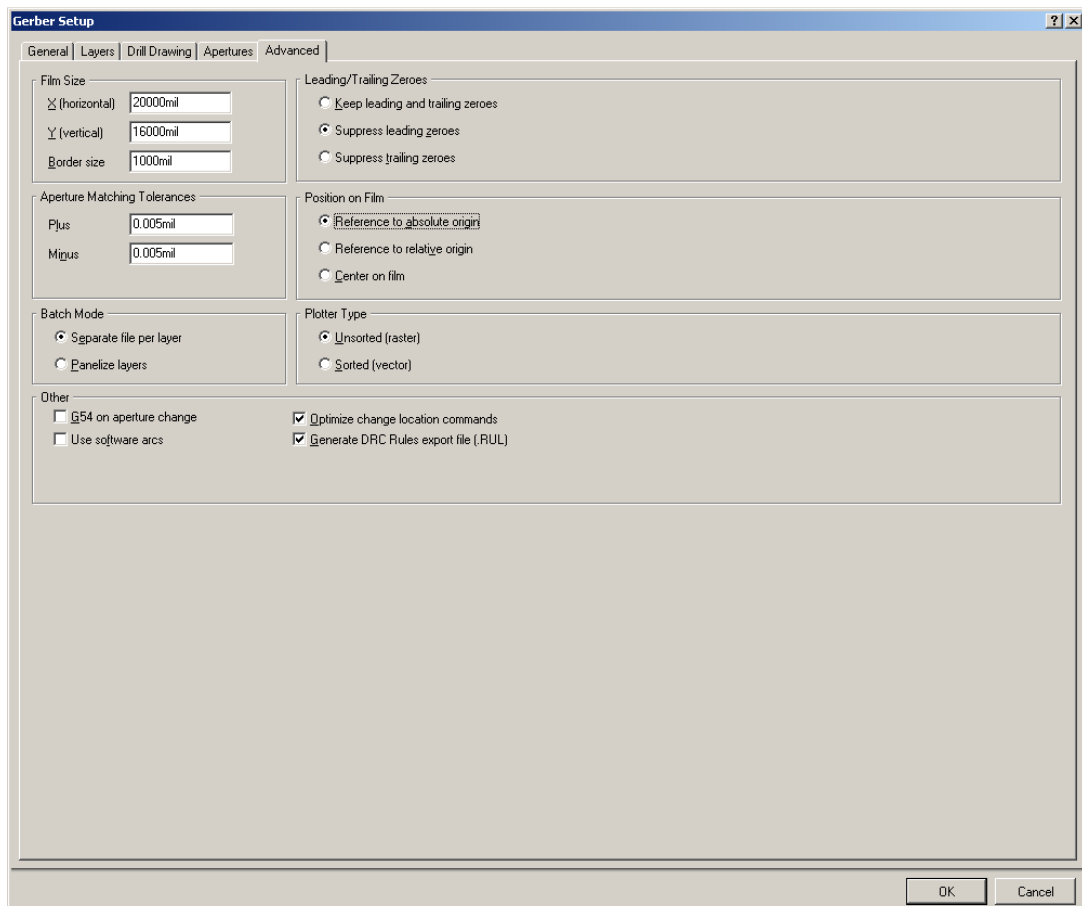 Gerber Setup
General Layers Drill Drawing Apertures Advanced
Film Size
X (horizontal) 20000mil
Y (vertical) 16000mil
Border size 1000mil
Leading/Trailing Zeroes
Keep leading and trailing zeroes
Suppress leading zeroes
Suppress trailing zeroes
Aperture Matching Tolerances
Plus 0.005mil
Minus 0.005mil
Position on Film
Reference to absolute origin
Reference to relative origin
Center on film
Batch Mode
Separate file per layer
Panelize layers
Plotter Type
Unsorted (raster)
Sorted (vector)
Other
G54 on aperture change
Use software arcs
Optimize change location commands
Generate DRC Rules export file (.RUL)
OK Cancel